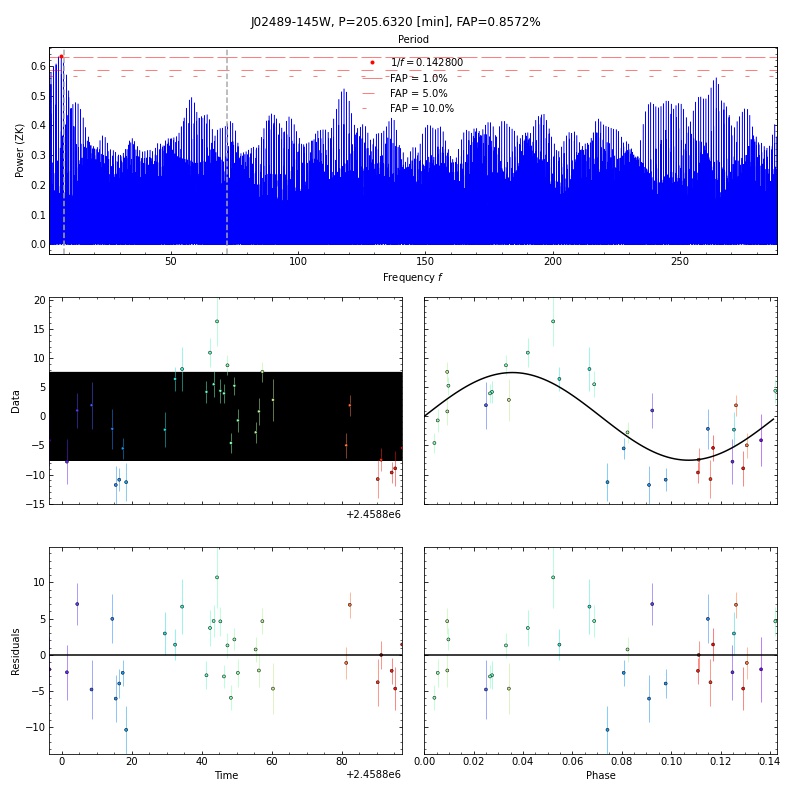 J02489-145W, P=205.6320 [min], FAP=0.8572%
Period
1/f = 0.142800
FAP = 1.0%
FAP = 5.0%
FAP = 10.0%
Power (ZK)
0.6
0.5
0.4
0.3
0.2
0.1
0.0
50 100 150 200 250
Frequency f
Data
20
15
10
5
0
−5
−10
−15
+2.4588e6
Residuals
10
5
0
−5
−10
0 20 40 60 80
+2.4588e6
Time
0.00 0.02 0.04 0.06 0.08 0.10 0.12 0.14
Phase